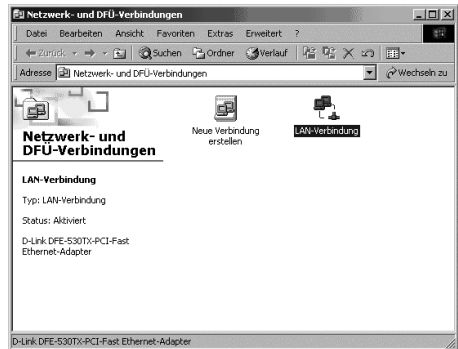 Netzwerk- und DFÜ-Verbindungen
Datei Bearbeiten Ansicht Favoriten Extras Erweitert ?
Zurück Suchen Ordner Verlauf
Adresse Netzwerk- und DFÜ-Verbindungen Wechseln zu
Netzwerk- und
DFÜ-Verbindungen
LAN-Verbindung
Typ: LAN-Verbindung
Status: Aktiviert
D-Link DFE-530TX-PCI-Fast
Ethernet-Adapter
Neue Verbindung
erstellen
LAN-Verbindung
D-Link DFE-530TX-PCI-Fast Ethernet-Adapter